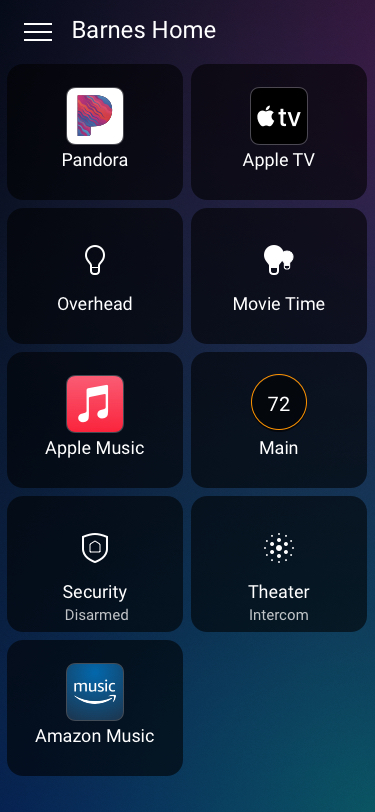 Barnes Home
Pandora
tv
Apple TV
Overhead
Movie Time
Apple Music
72
Main
Security
Disarmed
Theater
Intercom
music
Amazon Music